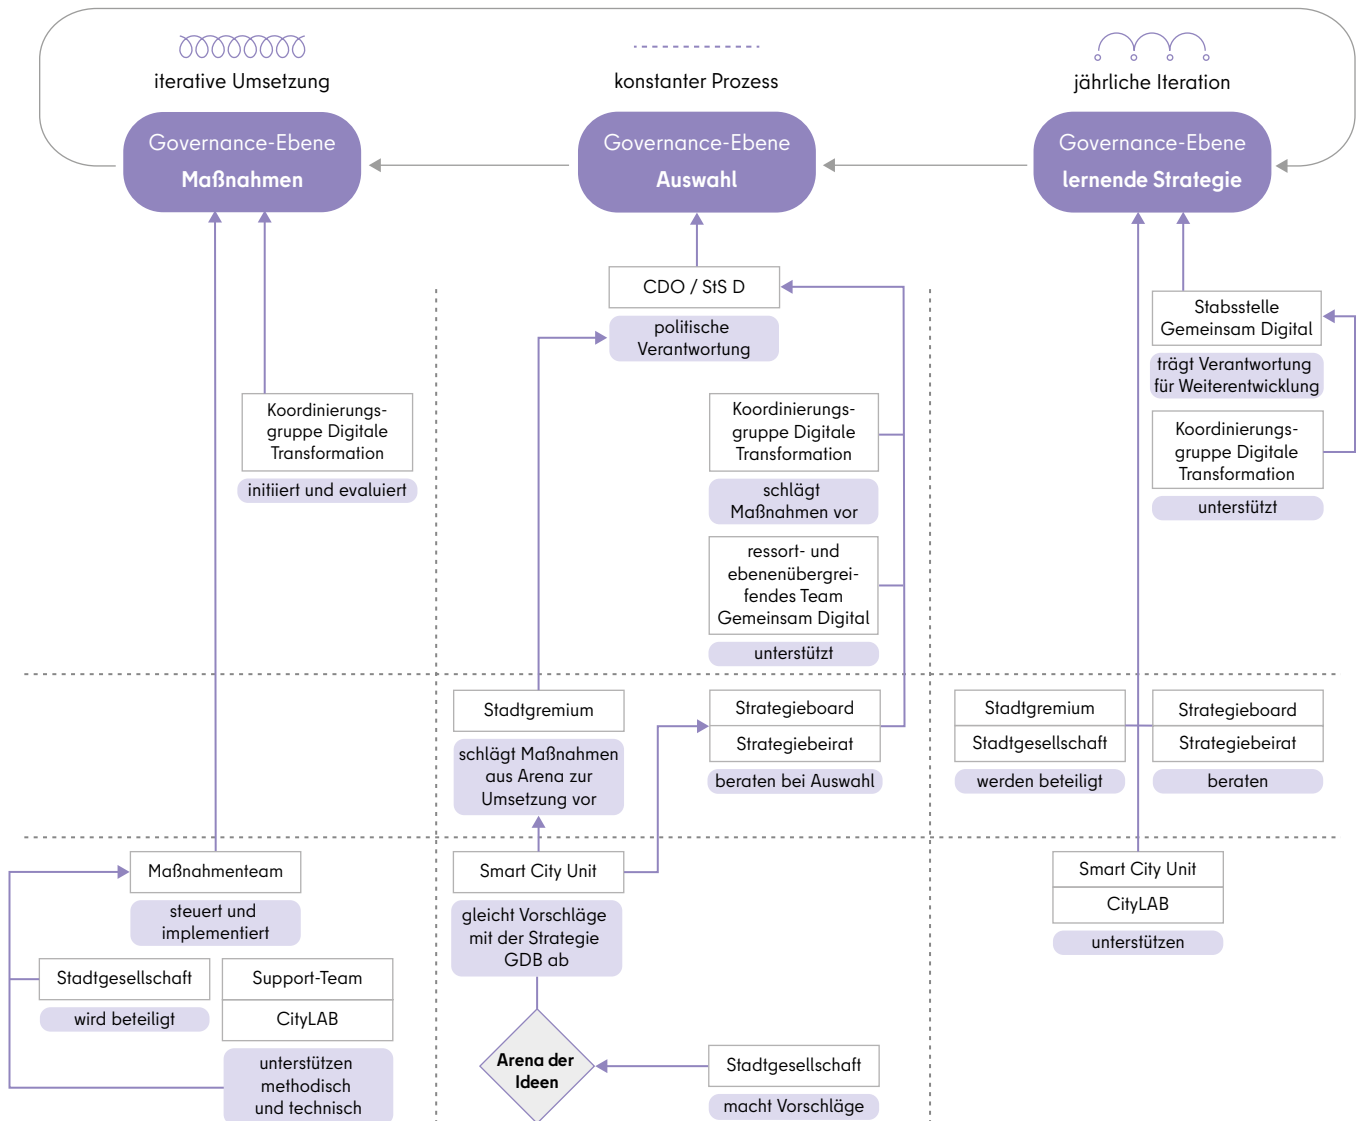 iterative Umsetzung
konstanter Prozess
jährliche Iteration
Governance-Ebene
Maßnahmen
Governance-Ebene
Auswahl
Governance-Ebene
lernende Strategie
Koordinierungs-
gruppe Digitale
Transformation
initiiert und evaluiert
Maßnahmenteam
steuert und
implementiert
Stadtgesellschaft
wird beteiligt
Support-Team
CityLAB
unterstützen
methodisch
und technisch
CDO / StS D
politische
Verantwortung
Koordinierungs-
gruppe Digitale
Transformation
schlägt
Maßnahmen vor
ressort- und
ebenenübergrei-
fendes Team
Gemeinsam Digital
unterstützt
Stadtgremium
schlägt Maßnahmen
aus Arena zur
Umsetzung vor
Strategieboard
Strategiebeirat
beraten bei Auswahl
Smart City Unit
gleicht Vorschläge
mit der Strategie
GDB ab
Arena der
Ideen
Stadtgesellschaft
macht Vorschläge
Stabsstelle
Gemeinsam Digital
trägt Verantwortung
für Weiterentwicklung
Koordinierungs-
gruppe Digitale
Transformation
unterstützt
Stadtgremium
Stadtgesellschaft
werden beteiligt
Strategieboard
Strategiebeirat
beraten
Smart City Unit
CityLAB
unterstützen